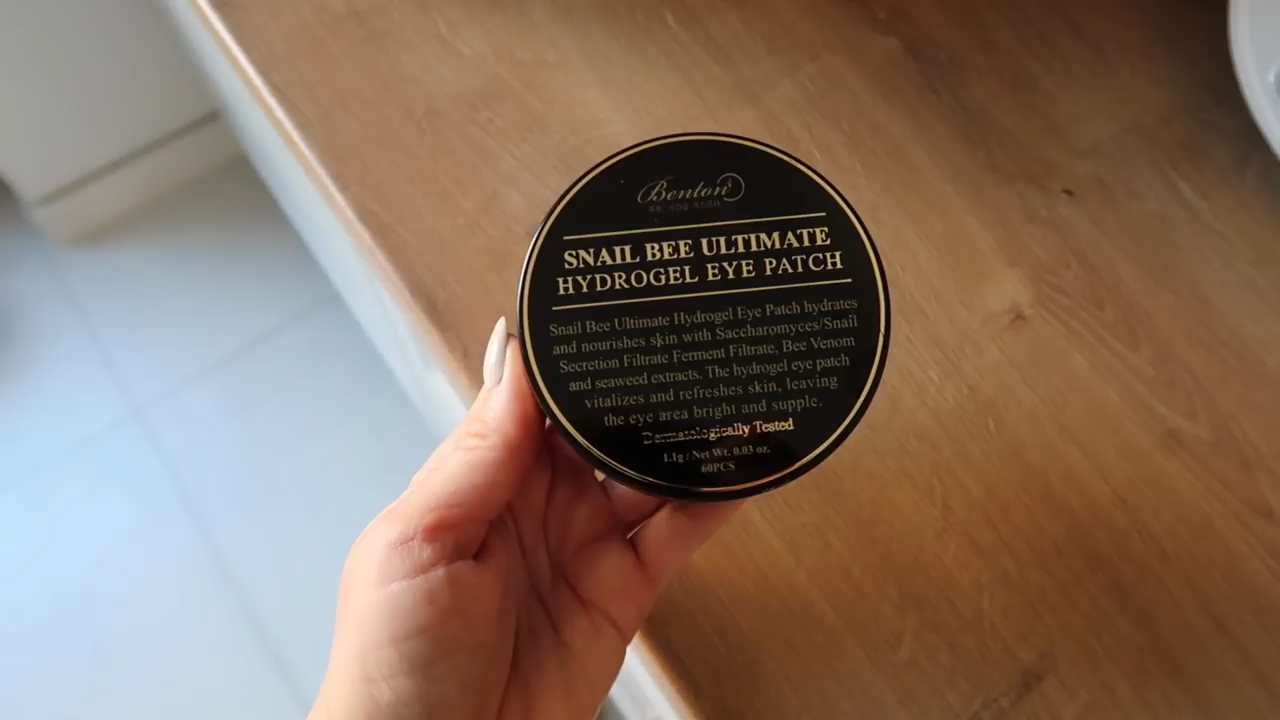 Benton
SNAIL BEE ULTIMATE
HYDROGEL EYE PATCH
Snail Bee Ultimate Hydrogel Eye Patch hydrates
and nourishes skin with Saccharomyces/Snail
Secretion Filtrate Ferment Filtrate, Bee Venom
and seaweed extracts. The hydrogel eye patch
vitalizes and refreshes skin, leaving
the eye area bright and supple.
Dermatologically Tested
1.1g / Net Wt. 0.03 oz.
60PCS